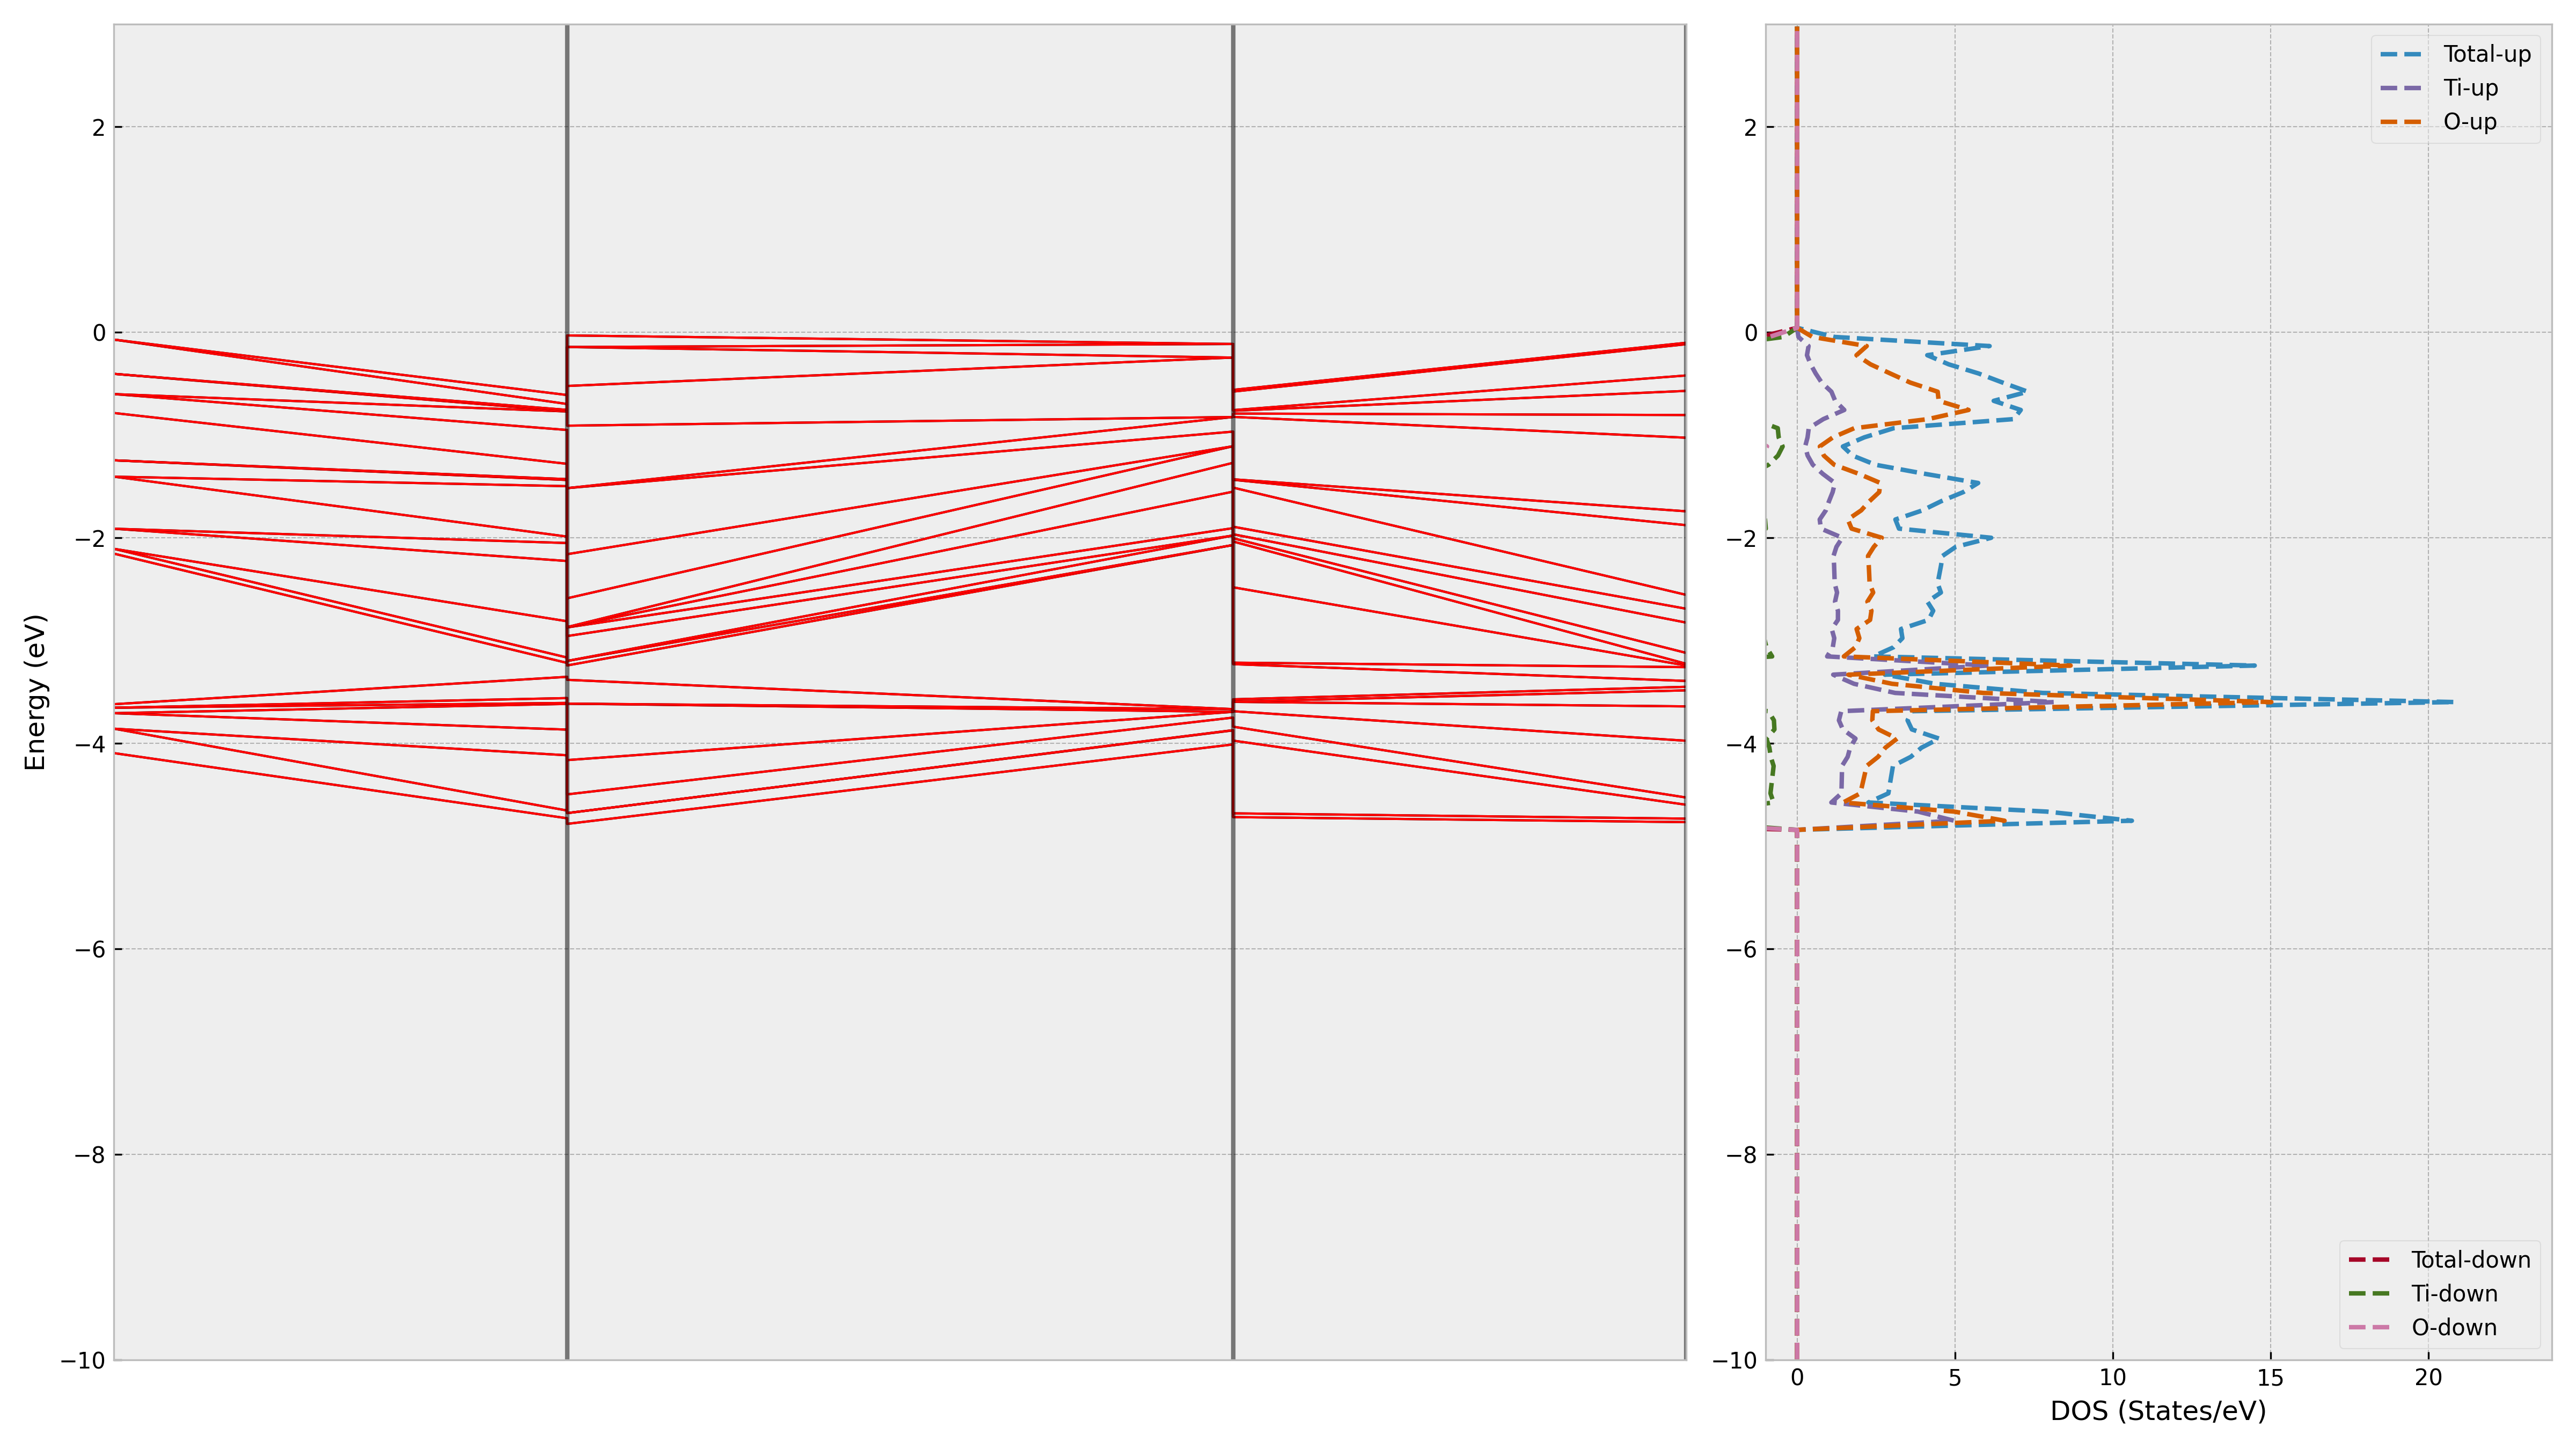 Energy (eV)
2
0
−2
−4
−6
−8
−10
2
0
−2
−4
−6
−8
−10
Total-up
Ti-up
O-up
Total-down
Ti-down
O-down
0 5 10 15 20
DOS (States/eV)